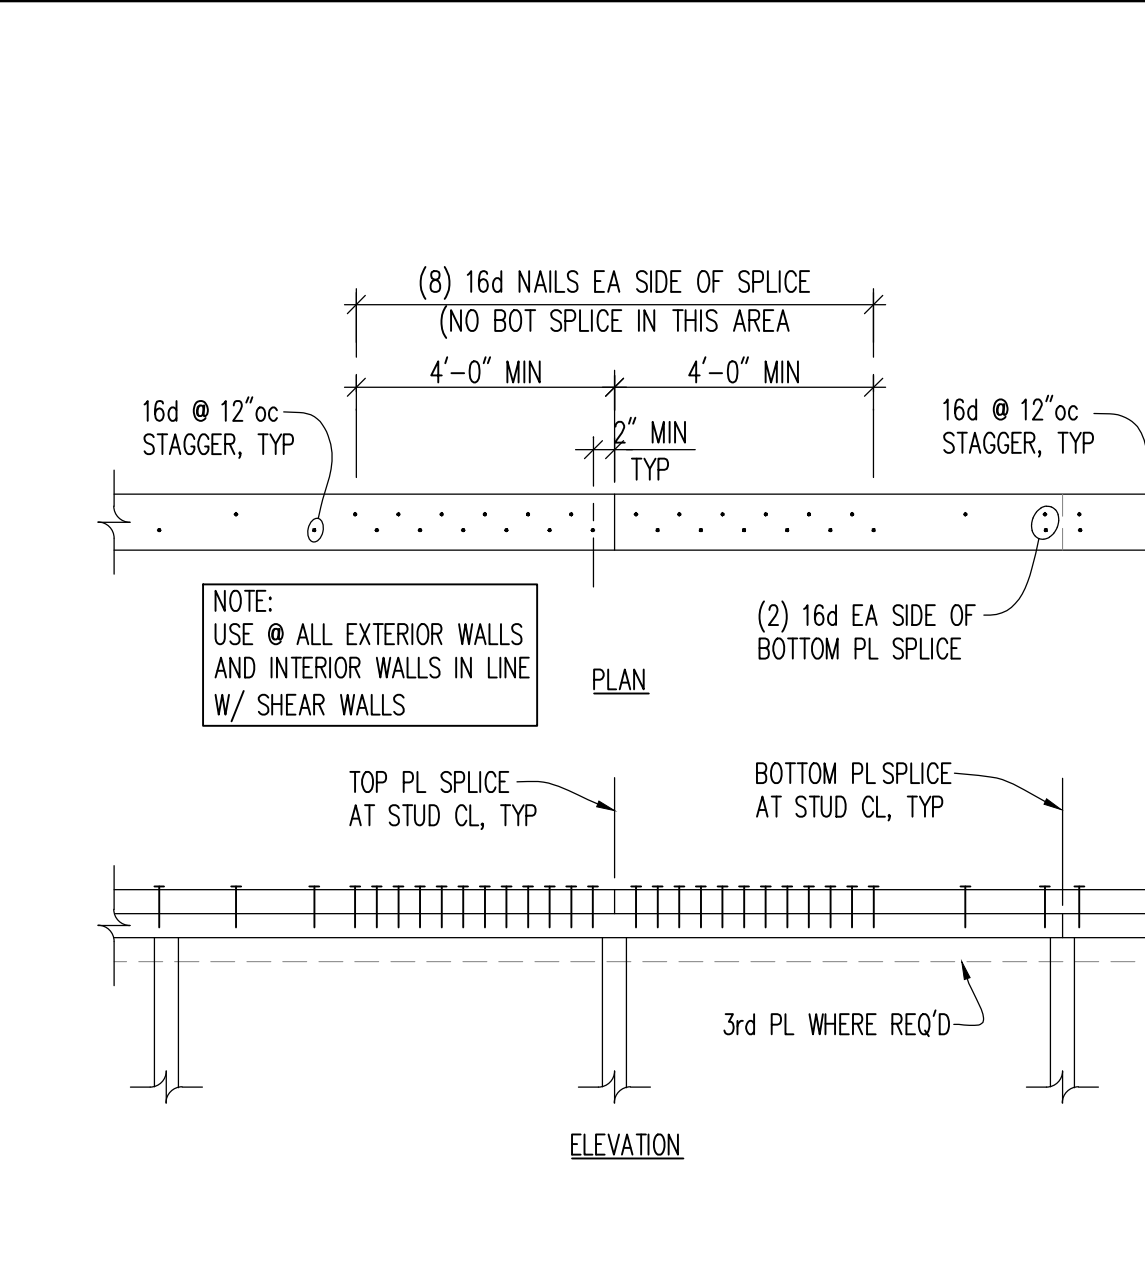 (8) 16d NAILS EA SIDE OF SPLICE
(NO BOT SPLICE IN THIS AREA
4'-0" MIN
4'-0" MIN
16d @ 12"oc
STAGGER, TYP
2" MIN
TYP
16d @ 12"oc
STAGGER, TYP
NOTE:
USE @ ALL EXTERIOR WALLS
AND INTERIOR WALLS IN LINE
W/ SHEAR WALLS
(2) 16d EA SIDE OF
BOTTOM PL SPLICE
PLAN
TOP PL SPLICE
AT STUD CL, TYP
BOTTOM PL SPLICE
AT STUD CL, TYP
3rd PL WHERE REQ'D
ELEVATION